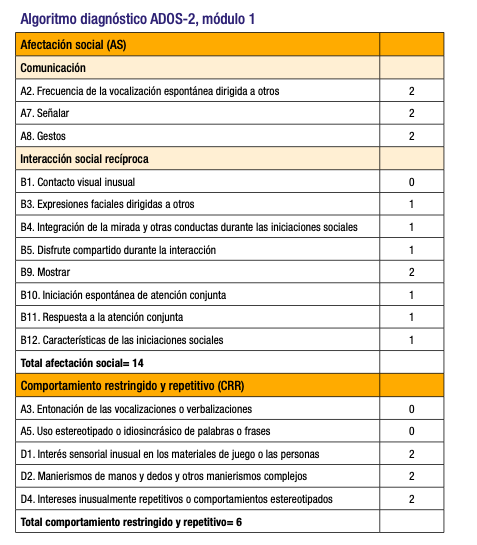 Algoritmo diagnóstico ADOS-2, módulo 1
Afectación social (AS)
Comunicación
A2. Frecuencia de la vocalización espontánea dirigida a otros 2
A7. Señalar 2
A8. Gestos 2
Interacción social recíproca
B1. Contacto visual inusual 0
B3. Expresiones faciales dirigidas a otros 1
B4. Integración de la mirada y otras conductas durante las iniciaciones sociales 1
B5. Disfrute compartido durante la interacción 1
B9. Mostrar 2
B10. Iniciación espontánea de atención conjunta 1
B11. Respuesta a la atención conjunta 1
B12. Características de las iniciaciones sociales 1
Total afectación social= 14
Comportamiento restringido y repetitivo (CRR)
A3. Entonación de las vocalizaciones o verbalizaciones 0
A5. Uso estereotipado o idiosincrásico de palabras o frases 0
D1. Interés sensorial inusual en los materiales de juego o las personas 2
D2. Manierismos de manos y dedos y otros manierismos complejos 2
D4. Intereses inusualmente repetitivos o comportamientos estereotipados 2
Total comportamiento restringido y repetitivo= 6